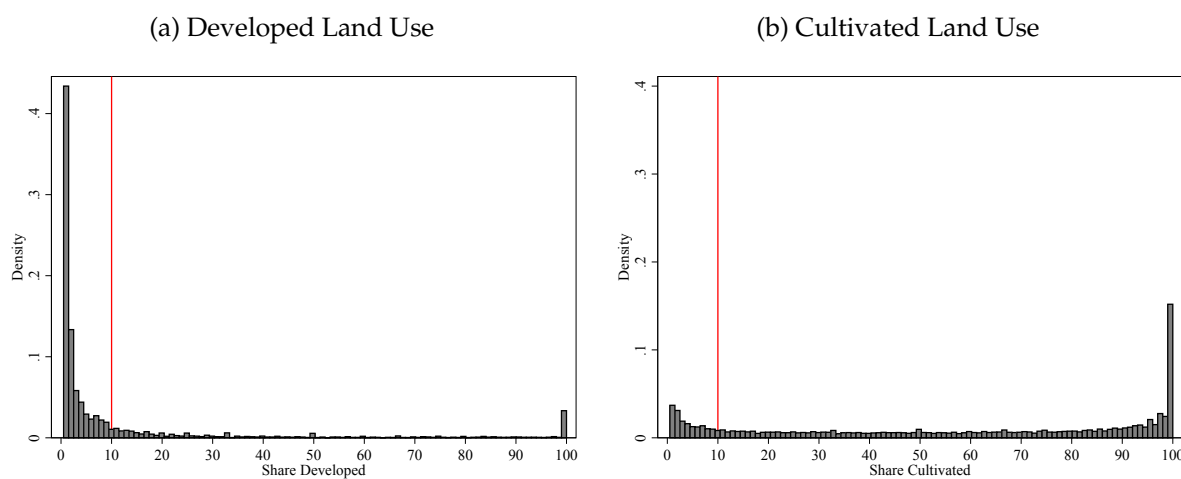 (a) Developed Land Use
.4
.3
.2
.1
0
Density
0 10 20 30 40 50 60 70 80 90 100
Share Developed
(b) Cultivated Land Use
.4
.3
.2
.1
0
Density
0 10 20 30 40 50 60 70 80 90 100
Share Cultivated